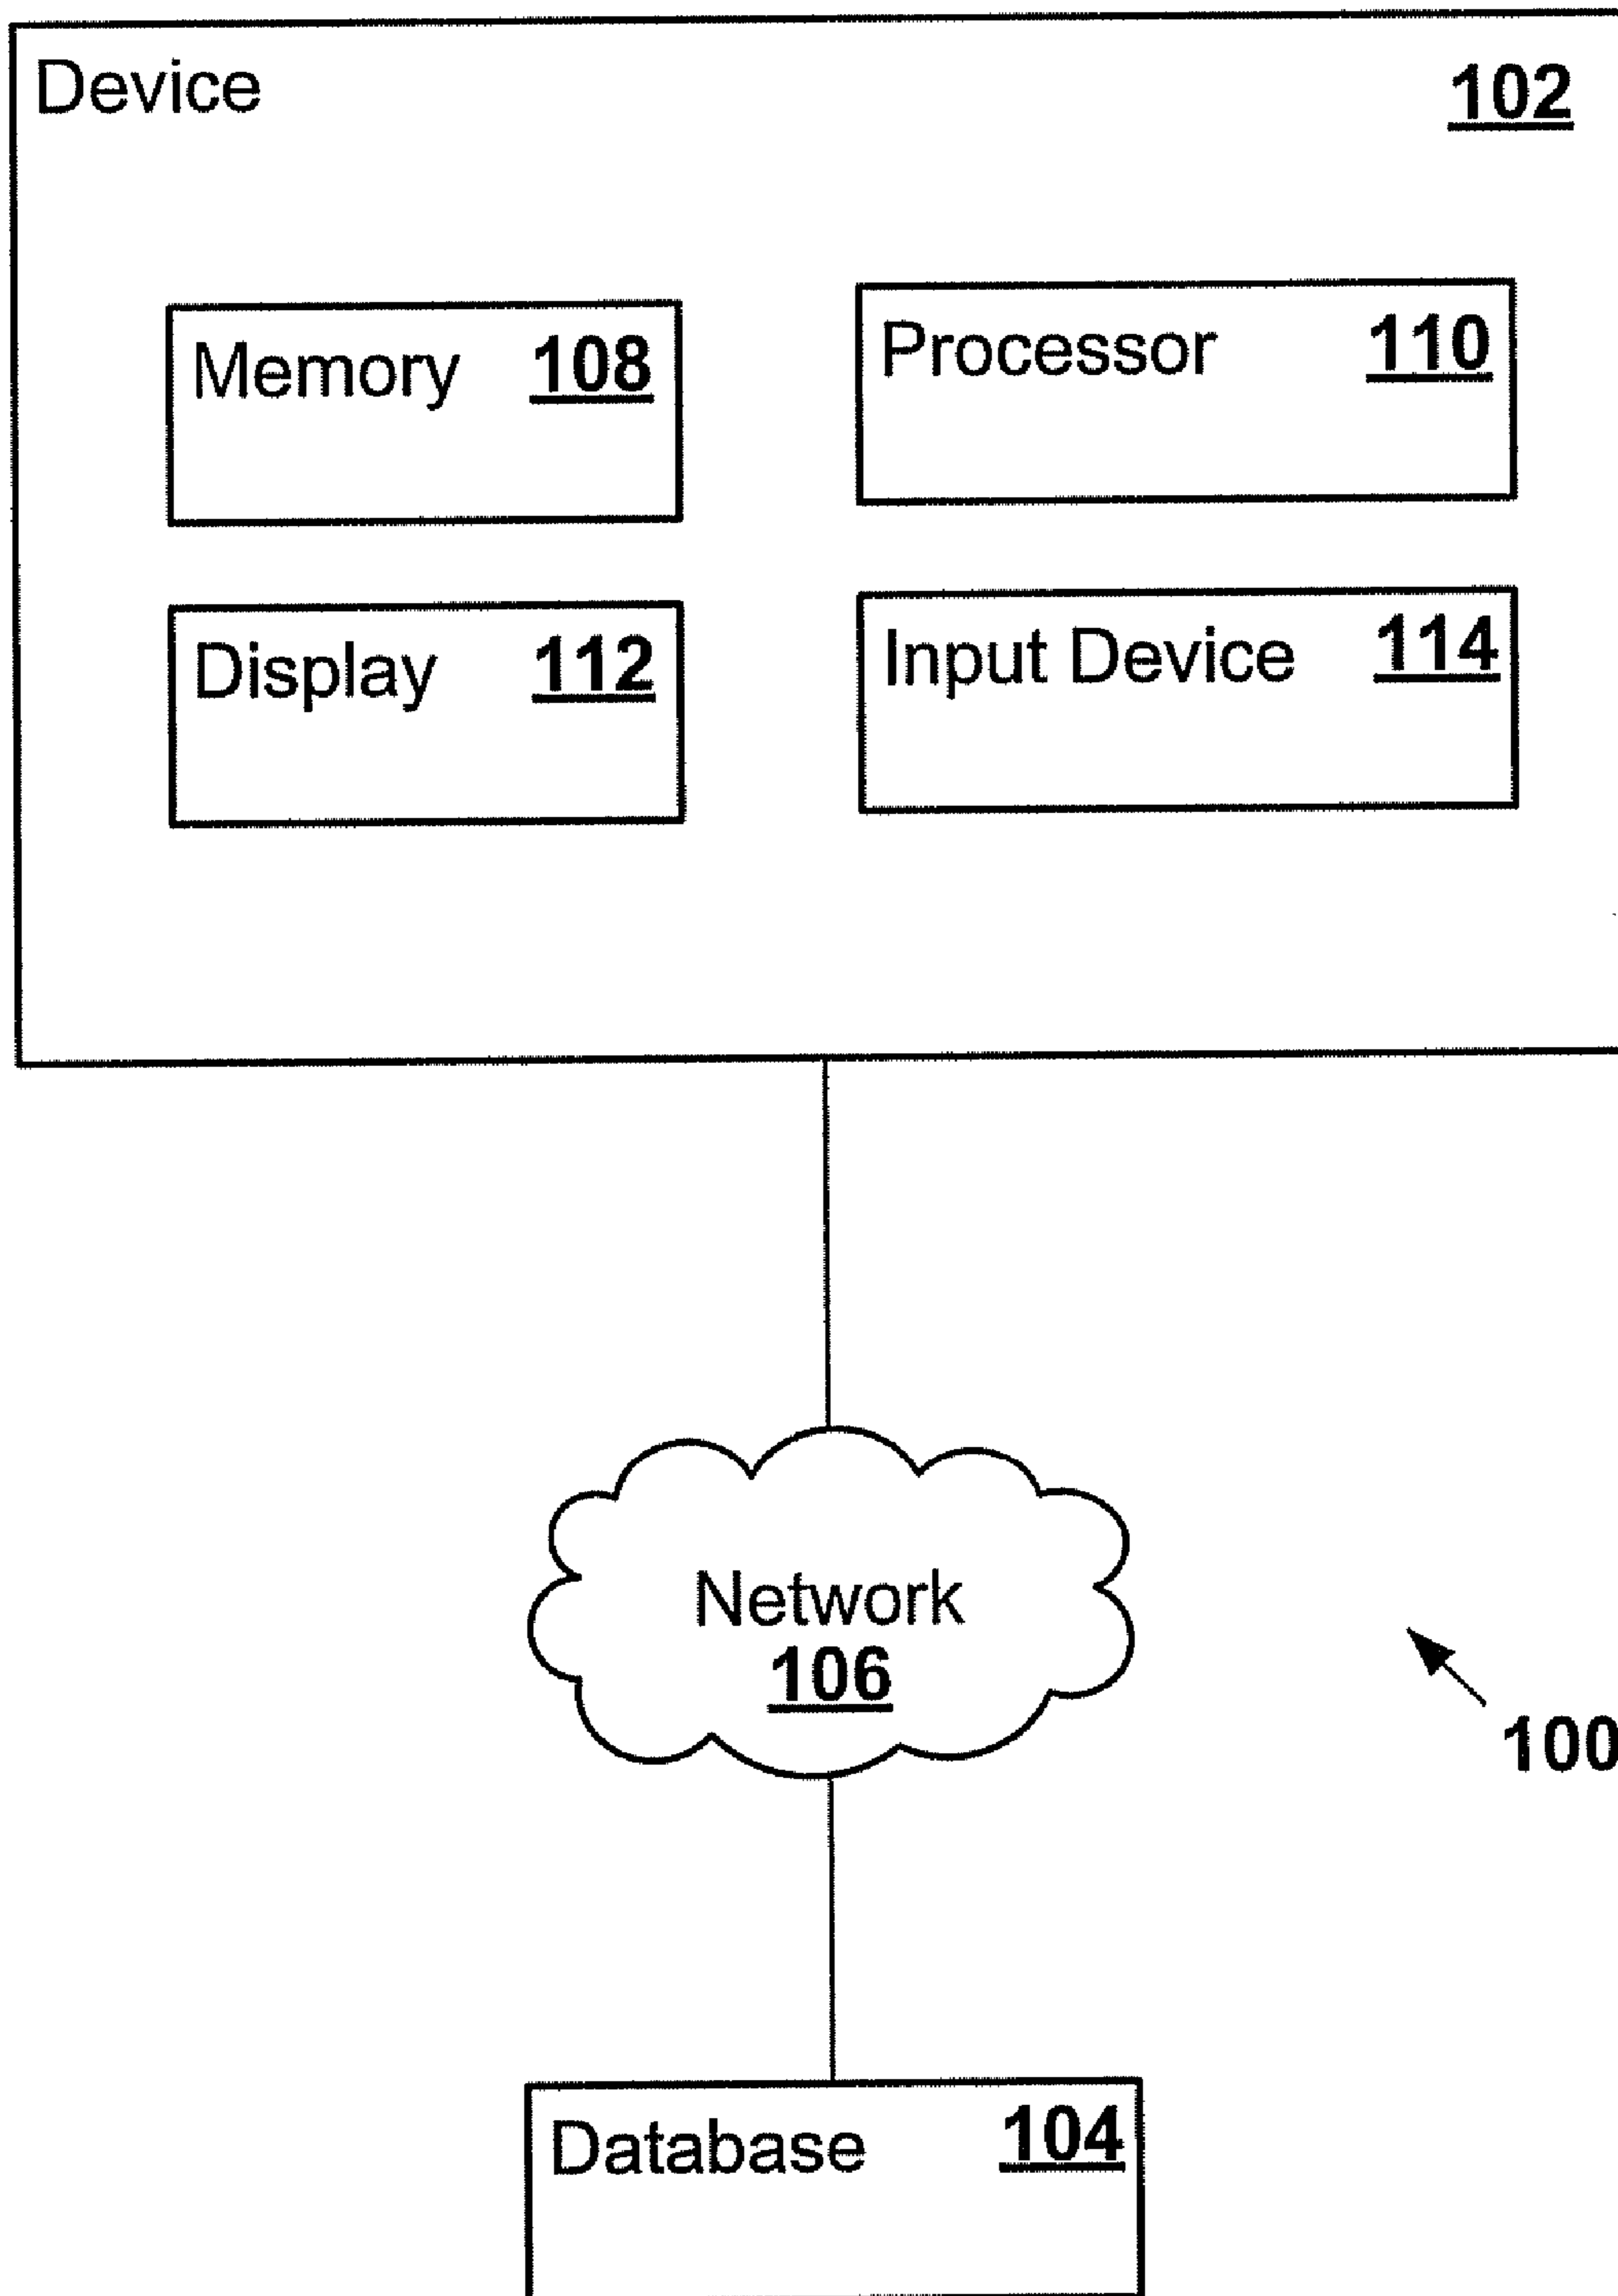 Device 102
Memory 108 Processor 110
Display 112 Input Device 114
Network
106
100
Database 104